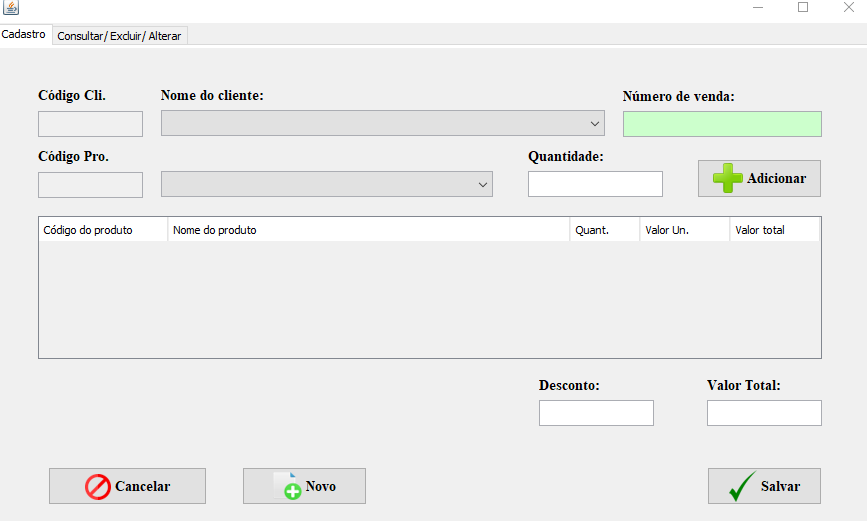 Cadastro
Consultar/ Excluir/ Alterar
Código Cli.
Nome do cliente:
Número de venda:
Código Pro.
Quantidade:
Adicionar
Código do produto
Nome do produto
Quant.
Valor Un.
Valor total
Desconto:
Valor Total:
Cancelar
Novo
Salvar